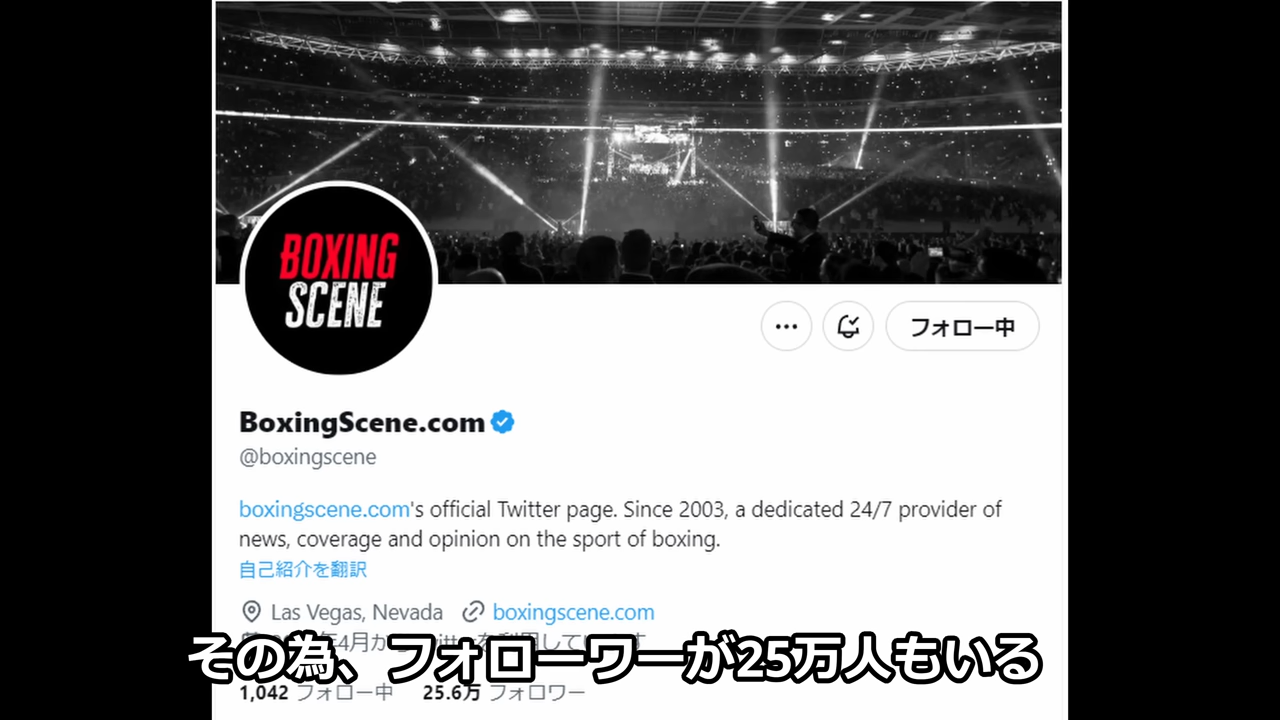 BOXING
SCENE
フォロー中
BoxingScene.com
@boxingscene
boxingscene.com's official Twitter page. Since 2003, a dedicated 24/7 provider of
news, coverage and opinion on the sport of boxing.
自己紹介を翻訳
Las Vegas, Nevada boxingscene.com
その為、フォローワーが25万人もいる
1,042 フォロー中 25.6万 フォロワー